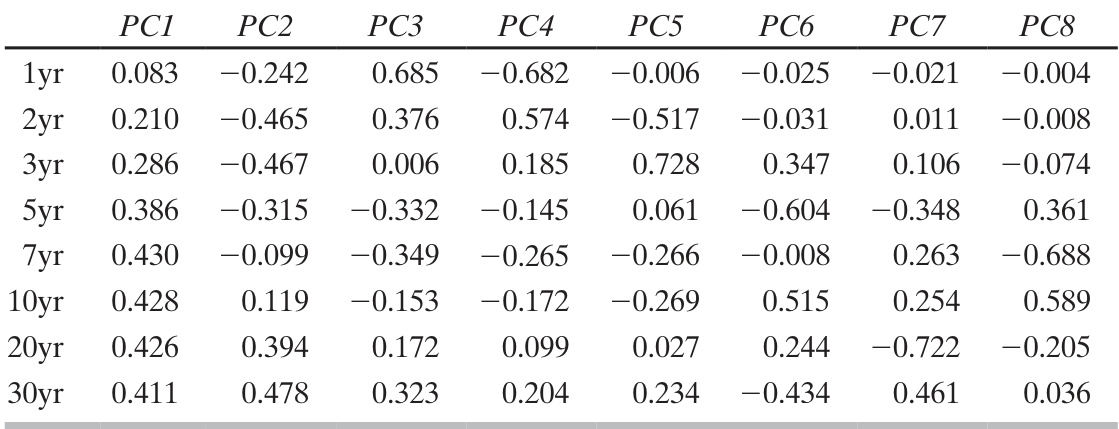 PC1 PC2 PC3 PC4 PC5 PC6 PC7 PC8
1yr 0.083 −0.242 0.685 −0.682 −0.006 −0.025 −0.021 −0.004
2yr 0.210 −0.465 0.376 0.574 −0.517 −0.031 0.011 −0.008
3yr 0.286 −0.467 0.006 0.185 0.728 0.347 0.106 −0.074
5yr 0.386 −0.315 −0.332 −0.145 0.061 −0.604 −0.348 0.361
7yr 0.430 −0.099 −0.349 −0.265 −0.266 −0.008 0.263 −0.688
10yr 0.428 0.119 −0.153 −0.172 −0.269 0.515 0.254 0.589
20yr 0.426 0.394 0.172 0.099 0.027 0.244 −0.722 −0.205
30yr 0.411 0.478 0.323 0.204 0.234 −0.434 0.461 0.036